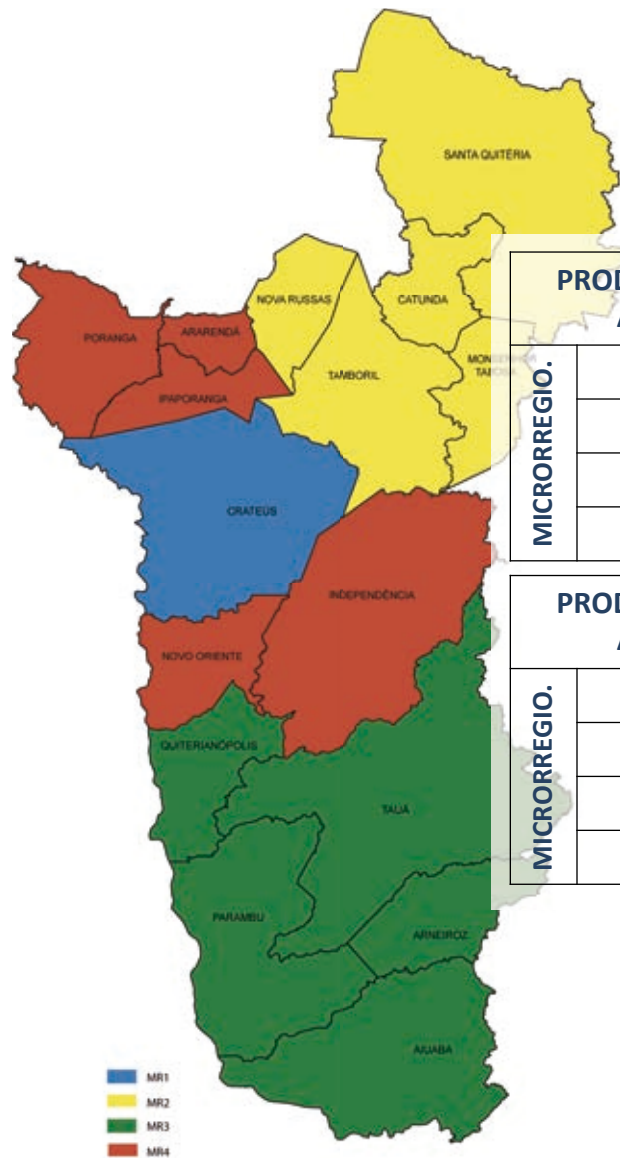 SANTA QUITÉRIA
NOVA RUSSAS
CATUNDA
PORANGA
ARARENDÁ
TAMBORIL
IPAPORANGA
CRATEÚS
INDEPENDÊNCIA
NOVO ORIENTE
QUITERIANÓPOLIS
TAUÁ
PARAMBU
ARNEIROZ
AIUABA
MR1
MR2
MR3
MR4
PROD
A
MICRORREGIO.
PROD
A
MICRORREGIO.